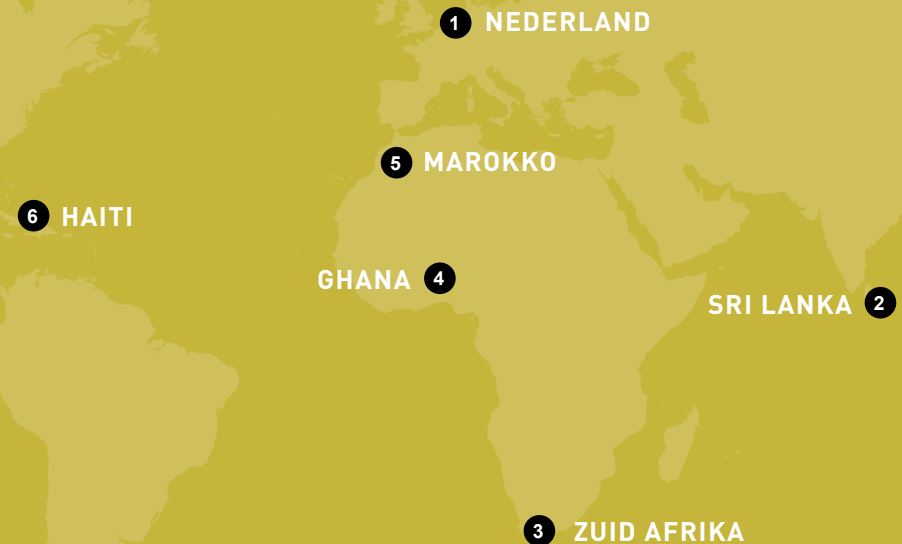 1 NEDERLAND
5 MAROKKO
6 HAITI
GHANA 4
SRI LANKA 2
3 ZUID AFRIKA